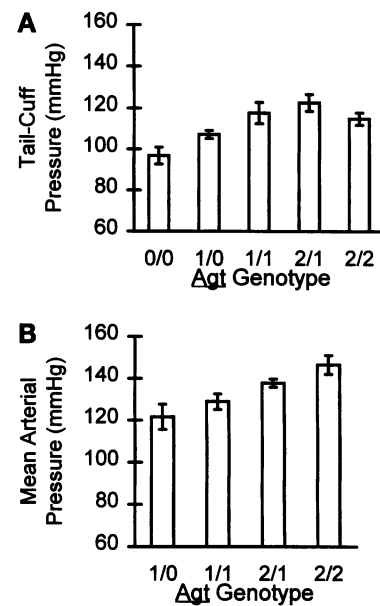 A
Tail-Cuff
Pressure (mmHg)
160
140
120
100
80
60
0/0 1/0 1/1 2/1 2/2
Agt Genotype
B
Mean Arterial
Pressure (mmHg)
160
140
120
100
80
60
1/0 1/1 2/1 2/2
Agt Genotype